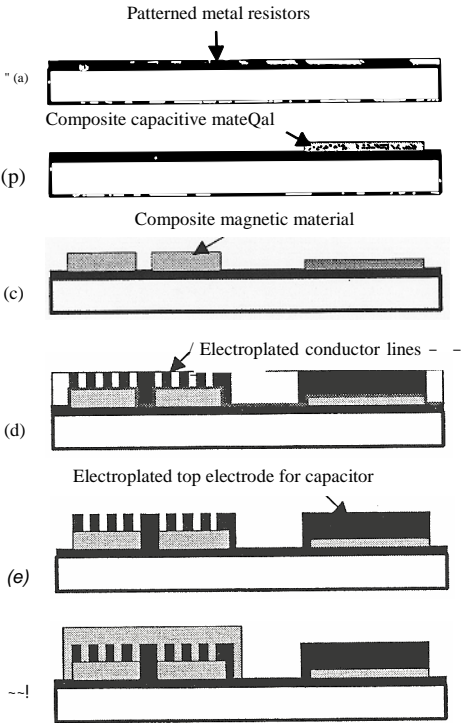 Patterned metal resistors
" (a)
Composite capacitive mateQal
(p)
Composite magnetic material
(c)
Electroplated conductor lines – –
(d)
Electroplated top electrode for capacitor
(e)
~~!